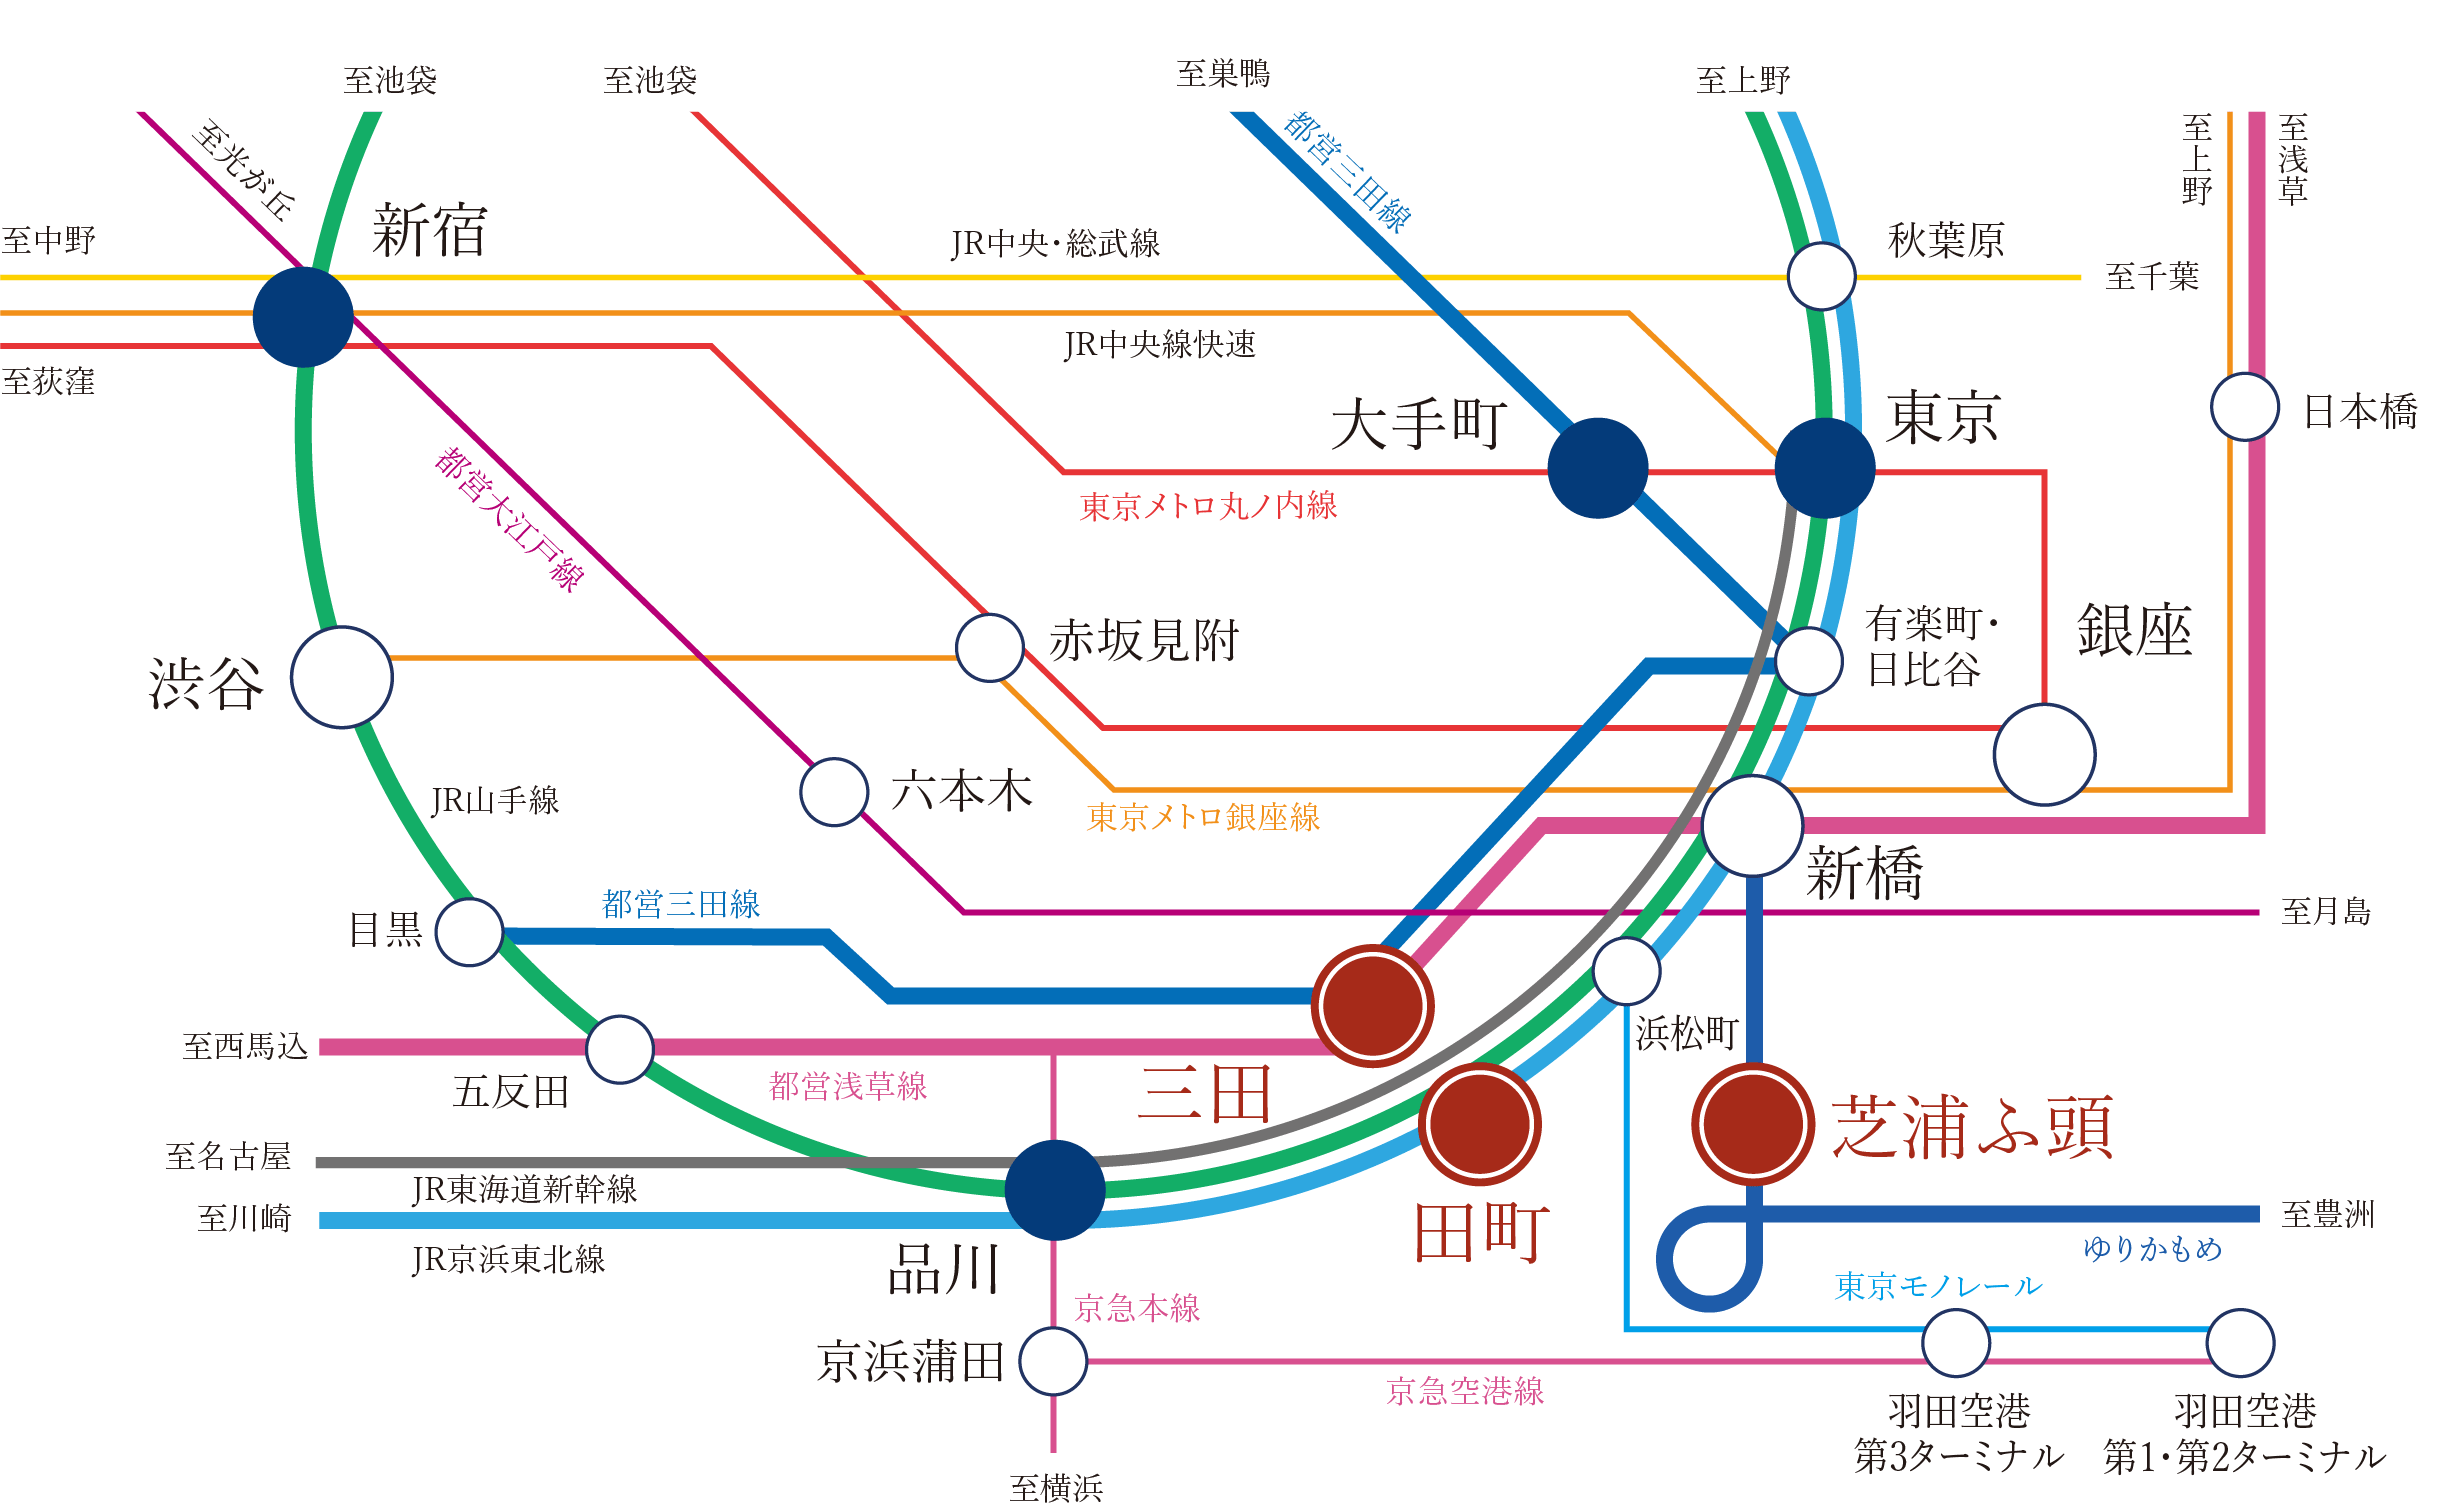 至池袋
至池袋
至巣鴨
至上野
至光が丘
都営三田線
至上野
至浅草
新宿
至中野
JR中央・総武線
秋葉原
至千葉
JR中央線快速
至荻窪
大手町
東京
日本橋
都営大江戸線
東京メトロ丸ノ内線
赤坂見附
有楽町・
日比谷
銀座
渋谷
JR山手線
六本木
東京メトロ銀座線
新橋
目黒
都営三田線
至月島
至西馬込
浜松町
五反田
都営浅草線
三田
芝浦ふ頭
至名古屋
JR東海道新幹線
至川崎
JR京浜東北線
品川
田町
至豊洲
ゆりかもめ
東京モノレール
京急本線
京浜蒲田
京急空港線
羽田空港
第3ターミナル
羽田空港
第1・第2ターミナル
至横浜